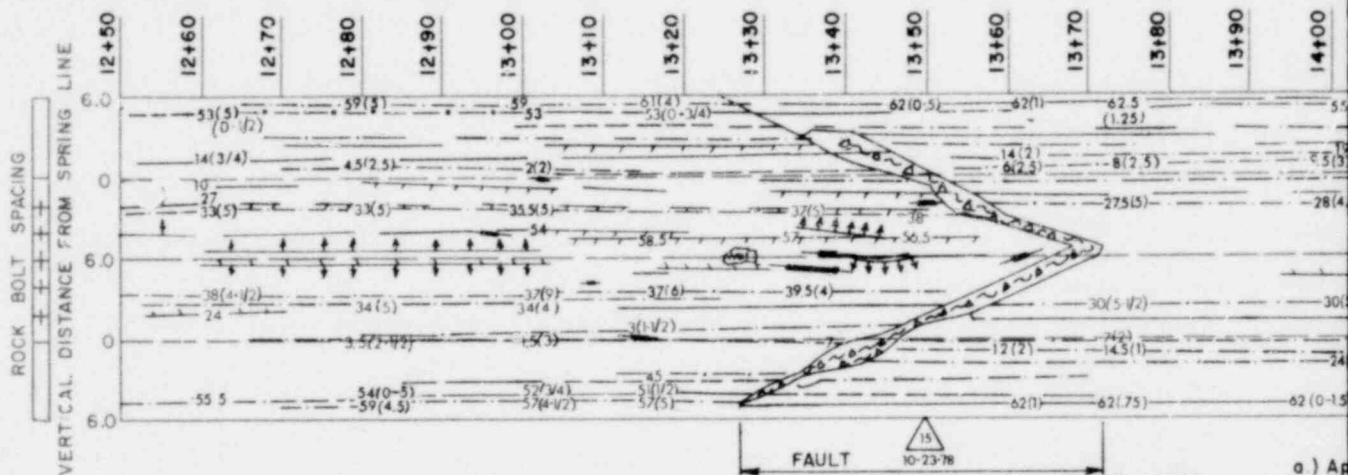 12+50 12+60 12+70 12+80 12+90 13+00 13+10 13+20 13+30 13+40 13+50 13+60 13+70 13+80 13+90 14+00
ROCK BOLT SPACING
VERTICAL DISTANCE FROM SPRING LINE
6.0 59(5) 59 61(4) 62(0.5) 62(1) 62.5
53(5) 53 53(0-3/4) (1.25)
(0-1/2)
14(3/4) 4.5(2.5) 2(2) 14(2) 8(2.5)
6(2.5)
0
10
27
33(5) 33(5) 35.5(5) 37(5) 38 27.5(5) 28(4
54 58.5 57 56.5
6.0
38(4-1/2) 34(5) 37(9) 37(6) 39.5(4) 30(5-1/2)
24 34(4)
3(1-1/2)
0 3.5(2-1/2) 1.5(3) 7(2)
12(2) 14.5(1)
45
54(0-5) 52(3/4) 51(1/2)
55.5 59(4.5) 57(4-1/2) 57(5) 62(1) 62(.75) 62(0-1.5
6.0
15
FAULT 10-23-78
a.)